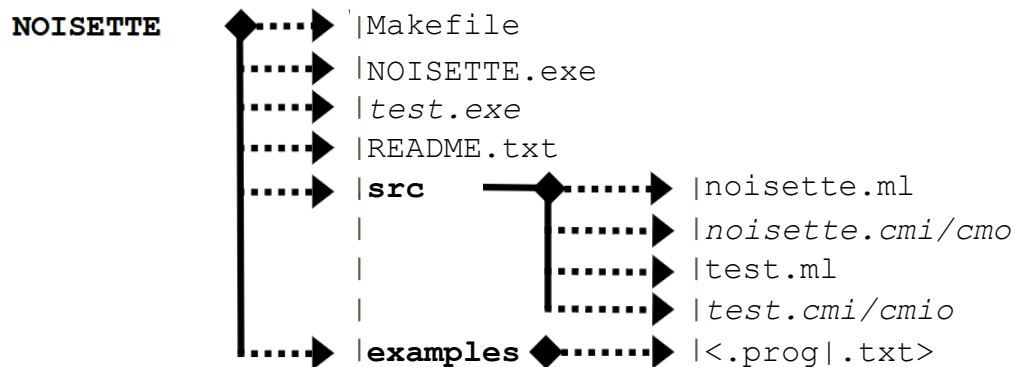 NOISETTE |Makefile
|NOISETTE.exe
|test.exe
|README.txt
|src |noisette.ml
| |noisette.cmi/cmo
| |test.ml
| |test.cmi/cmio
|examples |<.prog|.txt>